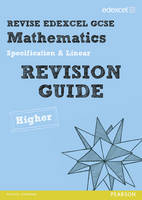 edexcel
REVISE EDEXCEL GCSE
Mathematics
Specification A Linear
REVISION
GUIDE
Higher
PEARSON